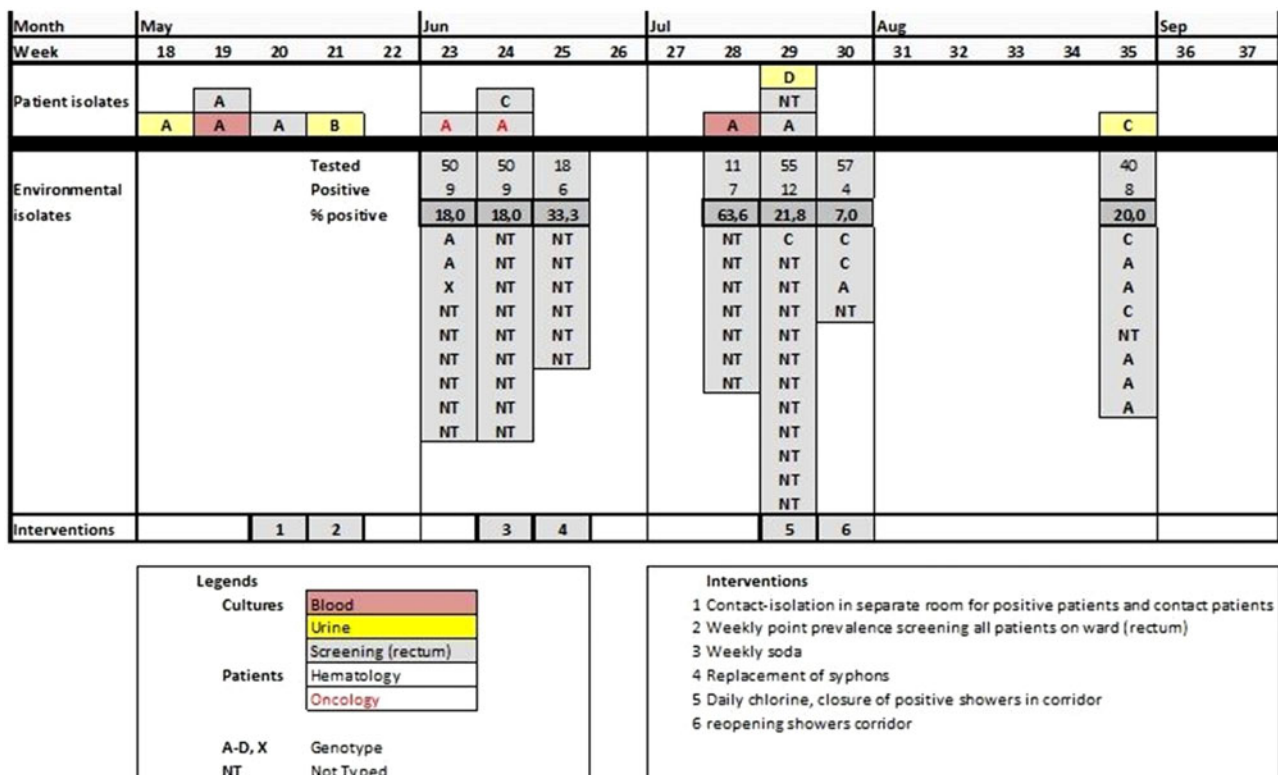 Month May Jun Jul Aug Sep
Week 18 19 20 21 22 23 24 25 26 27 28 29 30 31 32 33 34 35 36 37
D
Patient isolates A C NT
A A A B A A A A C
Tested 50 50 18 11 55 57 40
Environmental Positive 9 9 6 7 12 4 8
isolates % positive 18,0 18,0 33,3 63,6 21,8 7,0 20,0
A NT NT NT C C C
A NT NT NT NT C A
X NT NT NT NT A A
NT NT NT NT NT NT C
NT NT NT NT NT NT
NT NT NT NT NT A
NT NT NT NT A
NT NT NT A
NT NT NT
NT
NT
NT
Interventions 1 2 3 4 5 6
Legends
Cultures Blood
Urine
Screening (rectum)
Patients Hematology
Oncology
A-D, X Genotype
NT Not Typed
Interventions
1 Contact-isolation in separate room for positive patients and contact patients
2 Weekly point prevalence screening all patients on ward (rectum)
3 Weekly soda
4 Replacement of syphons
5 Daily chlorine, closure of positive showers in corridor
6 reopening showers corridor